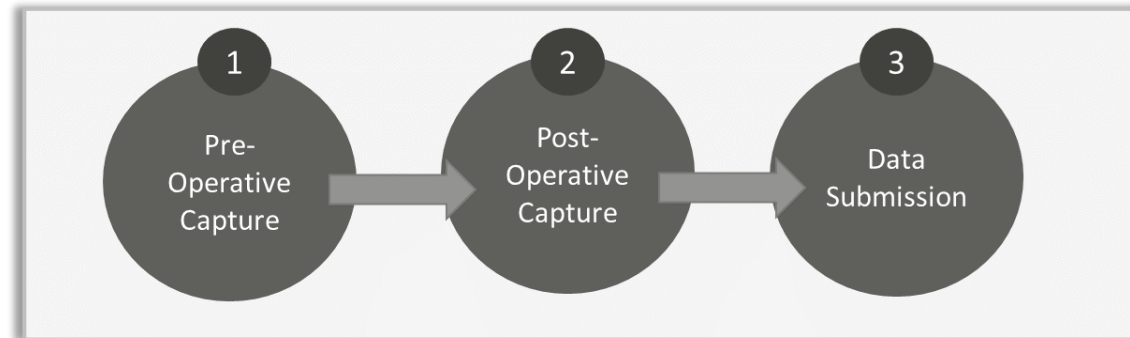 1
Pre-
Operative
Capture
2
Post-
Operative
Capture
3
Data
Submission